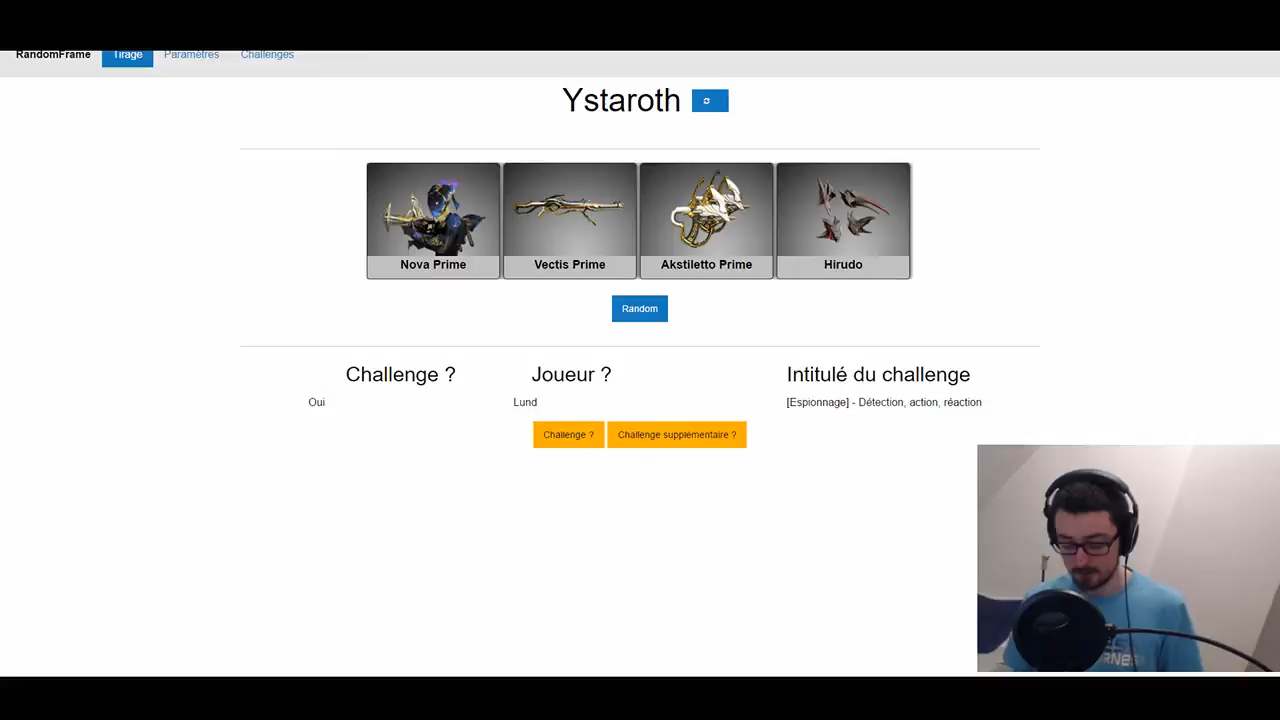 RandomFrame Tirage Paramètres Challenges
Ystaroth
Nova Prime Vectis Prime Akstiletto Prime Hirudo
Random
Challenge ? Joueur ? Intitulé du challenge
Oui Lund [Espionnage] - Détection, action, réaction
Challenge ? Challenge supplémentaire ?